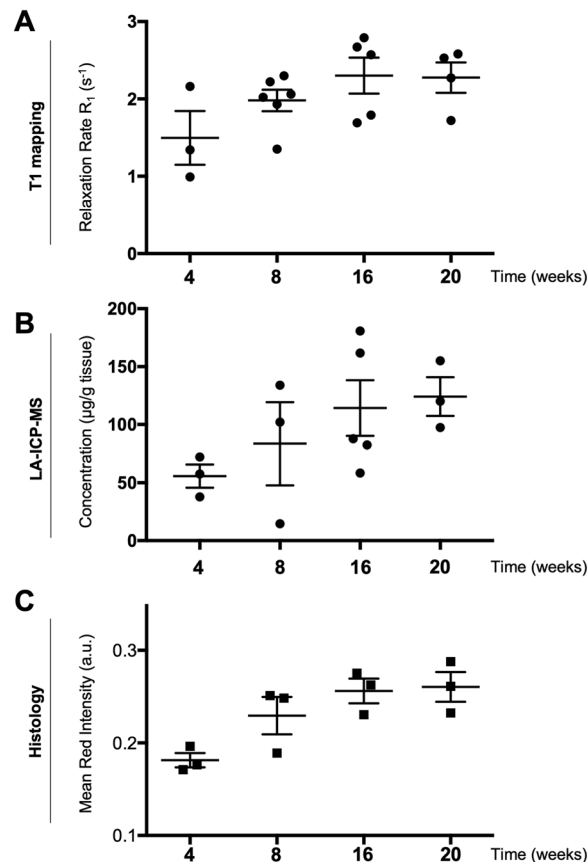 A
T1 mapping
Relaxation Rate R₁ (s⁻¹)
3
2
1
0
4 8 16 20 Time (weeks)
B
LA-ICP-MS
Concentration (µg/g tissue)
200
150
100
50
0
4 8 16 20 Time (weeks)
C
Histology
Mean Red Intensity (a.u.)
0.3
0.2
0.1
4 8 16 20 Time (weeks)